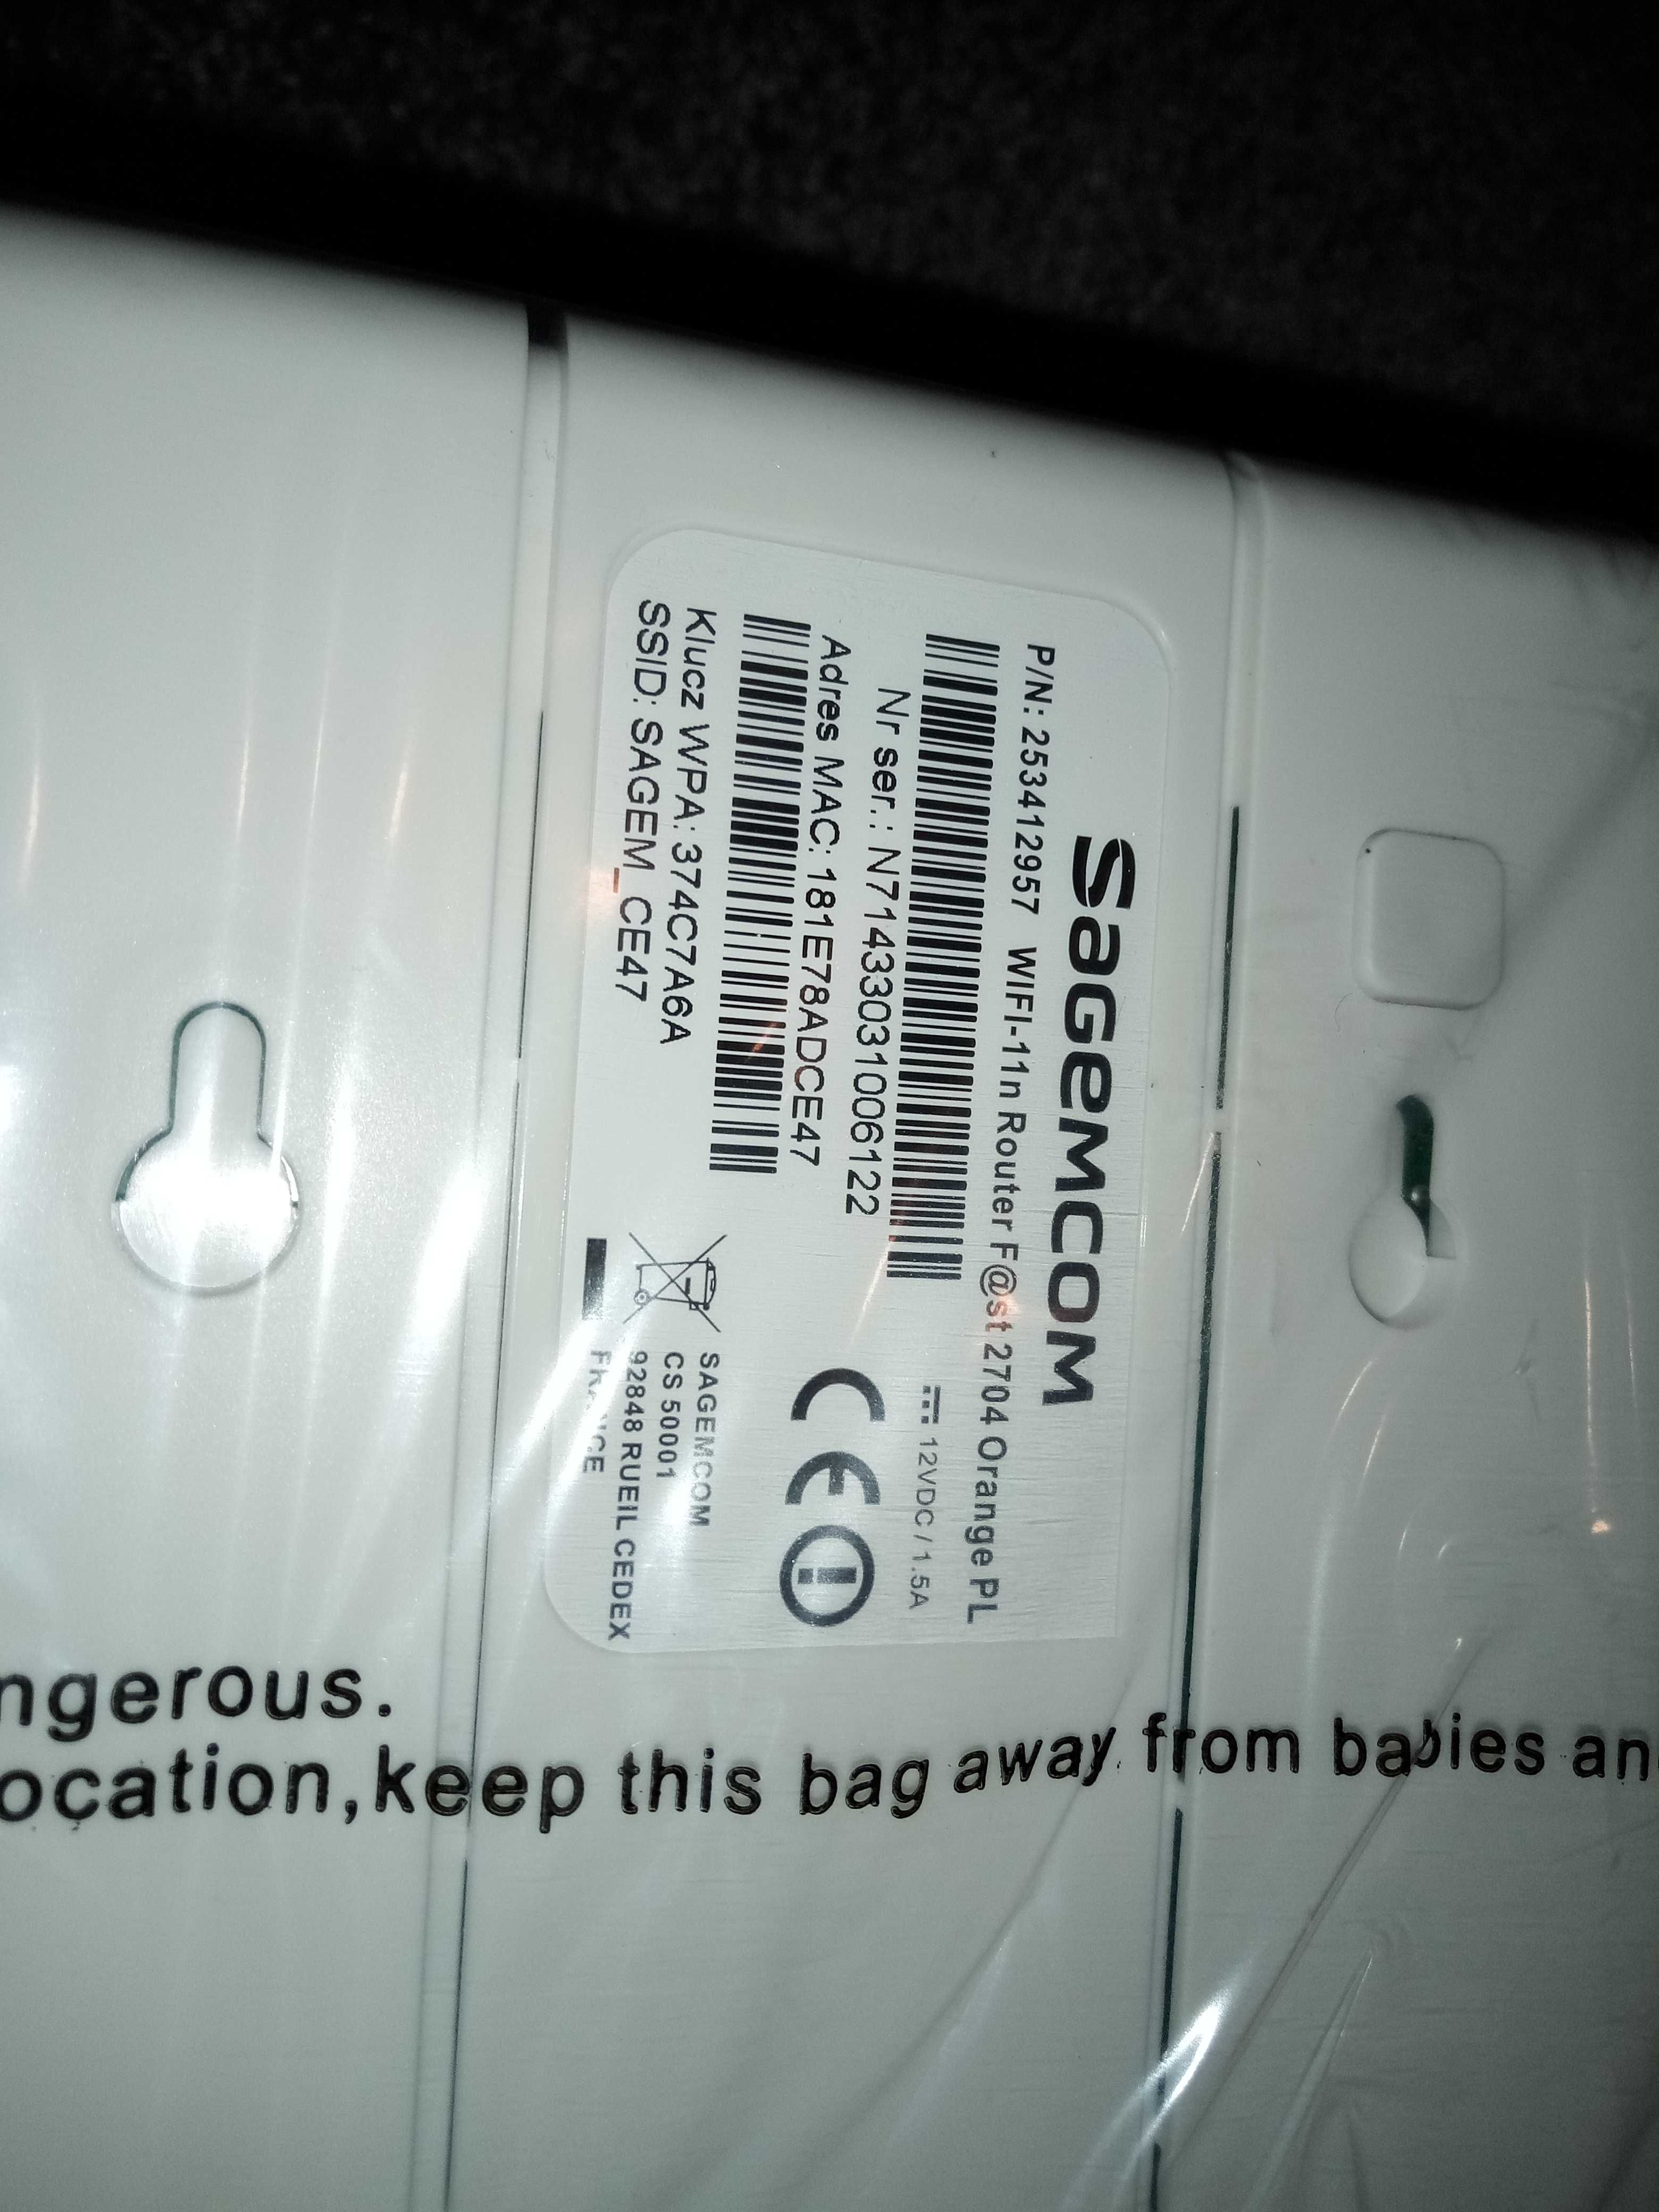 Sagemcom
P/N: 253412957 WIFI-11n Router F@st 2704 Orange PL
12VDC / 1.5A
Nr ser.: N71433031006122
Adres MAC: 181E78ADCE47
Klucz WPA: 374C7A6A
SSID: SAGEM_CE47
CE
SAGEMCOM
CS 50001
92848 RUEIL CEDEX
FRANCE
ngerous.
ocation,keep this bag away from babies an